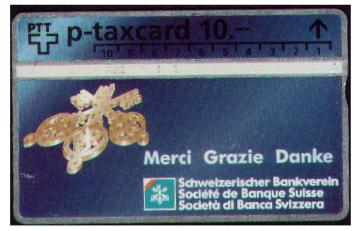 PTT p-taxcard 10.–
10 9 8 7 6 5 4 3 2 1
Merci Grazie Danke
Schweizerischer Bankverein
Société de Banque Suisse
Società di Banca Svizzera